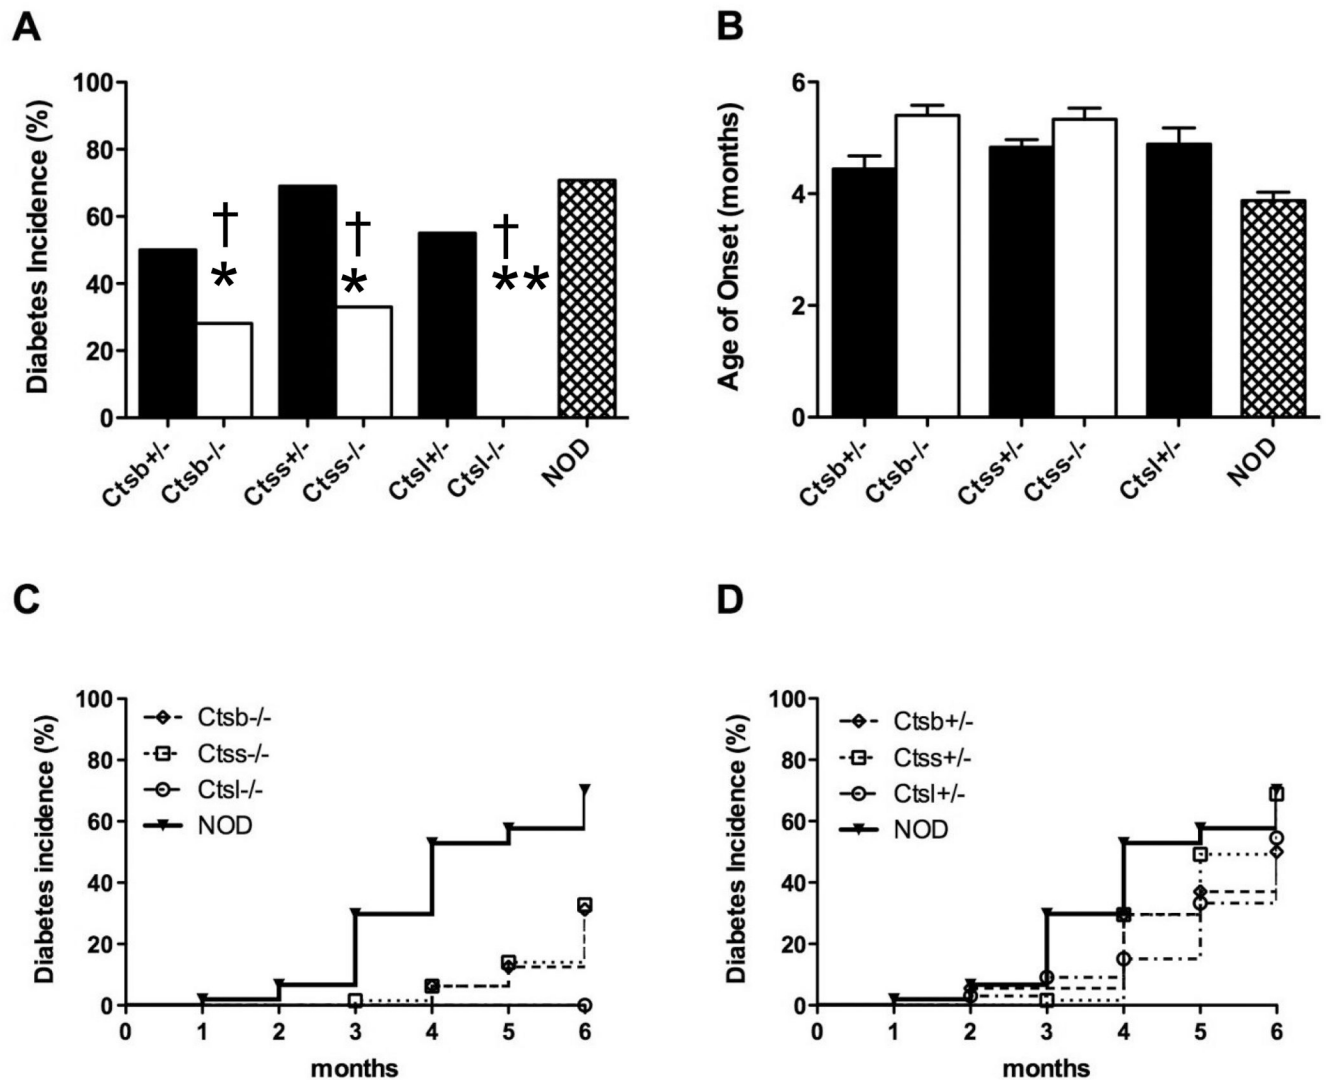 A
Diabetes Incidence (%)
100
80
60
40
20
0
†
*
†
*
†
**
Ctsb+/-
Ctsb-/-
Ctss+/-
Ctss-/-
Ctsl+/-
Ctsl-/-
NOD
B
Age of Onset (months)
6
4
2
0
Ctsb+/-
Ctsb-/-
Ctss+/-
Ctss-/-
Ctsl+/-
NOD
C
Diabetes incidence (%)
100
80
60
40
20
0
Ctsb-/-
Ctss-/-
Ctsl-/-
NOD
0 1 2 3 4 5 6
months
D
Diabetes Incidence (%)
100
80
60
40
20
0
Ctsb+/-
Ctss+/-
Ctsl+/-
NOD
0 1 2 3 4 5 6
months